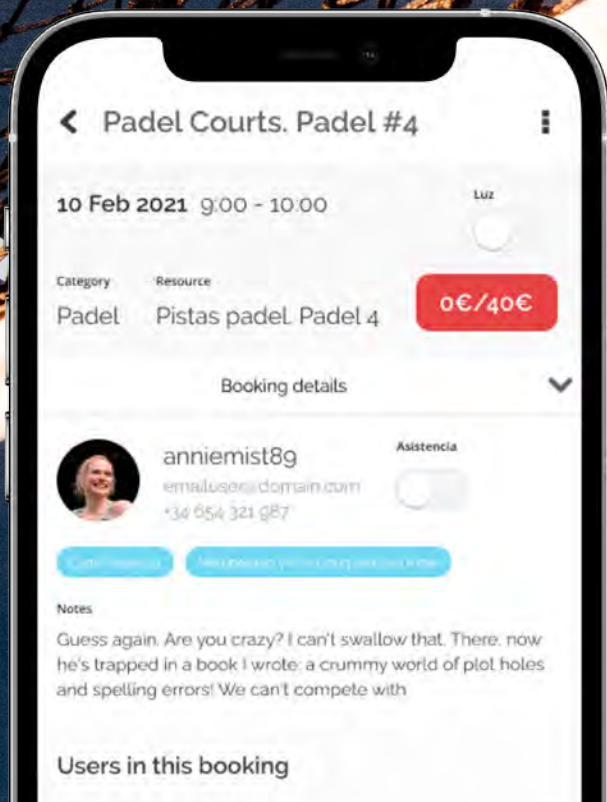 Padel Courts. Padel #4
10 Feb 2021 9:00 - 10:00
Luz
Category Resource
Padel Pistas padel. Padel 4
0€/40€
Booking details
anniemist89
Asistencia
emailuser@domain.com
+34 654 321 987
Notes
Guess again. Are you crazy? I can't swallow that. There, now
he's trapped in a book I wrote: a crummy world of plot holes
and spelling errors! We can't compete with
Users in this booking